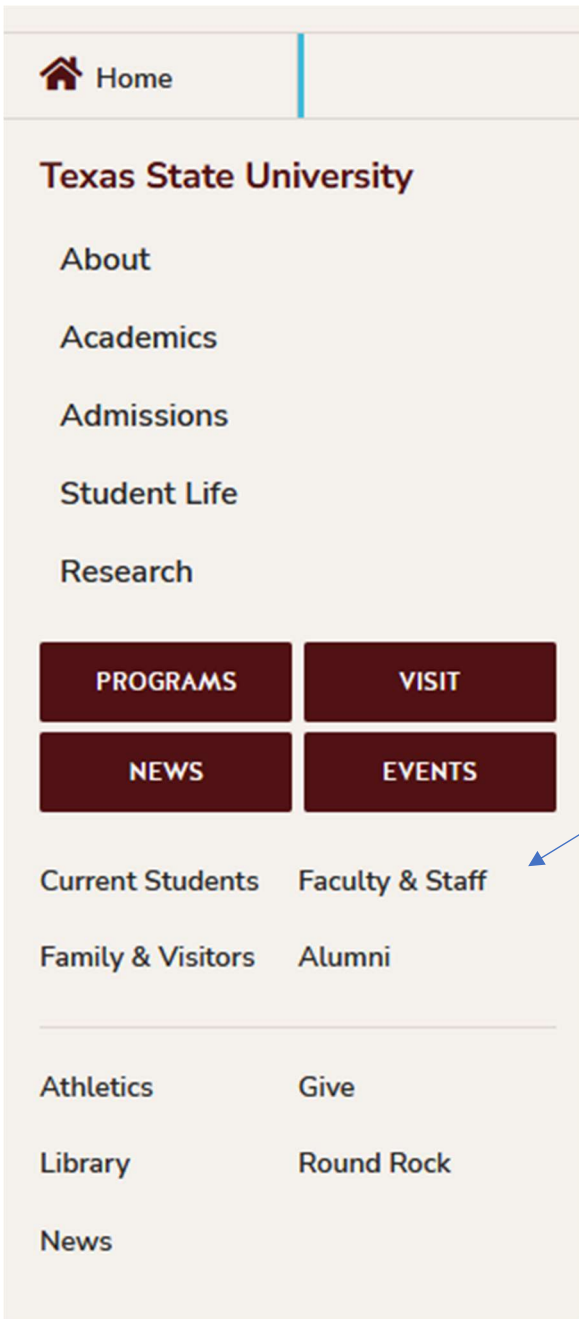 Home
Texas State University
About
Academics
Admissions
Student Life
Research
PROGRAMS VISIT
NEWS EVENTS
Current Students Faculty & Staff
Family & Visitors Alumni
Athletics Give
Library Round Rock
News